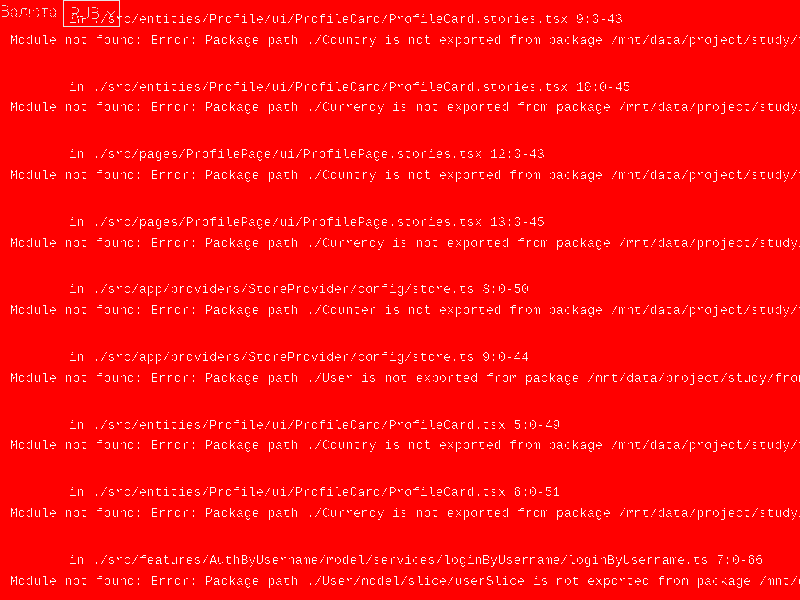 Валюта RUB
in ./src/entities/Profile/ui/ProfileCard/ProfileCard.stories.tsx 9:0-43
Module not found: Error: Package path ./Country is not exported from package /mnt/data/project/study/
in ./src/entities/Profile/ui/ProfileCard/ProfileCard.stories.tsx 10:0-45
Module not found: Error: Package path ./Currency is not exported from package /mnt/data/project/study
in ./src/pages/ProfilePage/ui/ProfilePage.stories.tsx 12:0-43
Module not found: Error: Package path ./Country is not exported from package /mnt/data/project/study/
in ./src/pages/ProfilePage/ui/ProfilePage.stories.tsx 13:0-45
Module not found: Error: Package path ./Currency is not exported from package /mnt/data/project/study
in ./src/app/providers/StoreProvider/config/store.ts 8:0-50
Module not found: Error: Package path ./Counter is not exported from package /mnt/data/project/study/
in ./src/app/providers/StoreProvider/config/store.ts 9:0-44
Module not found: Error: Package path ./User is not exported from package /mnt/data/project/study/fro
in ./src/entities/Profile/ui/ProfileCard/ProfileCard.tsx 5:0-49
Module not found: Error: Package path ./Country is not exported from package /mnt/data/project/study/
in ./src/entities/Profile/ui/ProfileCard/ProfileCard.tsx 6:0-51
Module not found: Error: Package path ./Currency is not exported from package /mnt/data/project/study
in ./src/features/AuthByUsername/model/services/loginByUsername/loginByUsername.ts 7:0-66
Module not found: Error: Package path ./User/model/slice/userSlice is not exported from package /mnt/